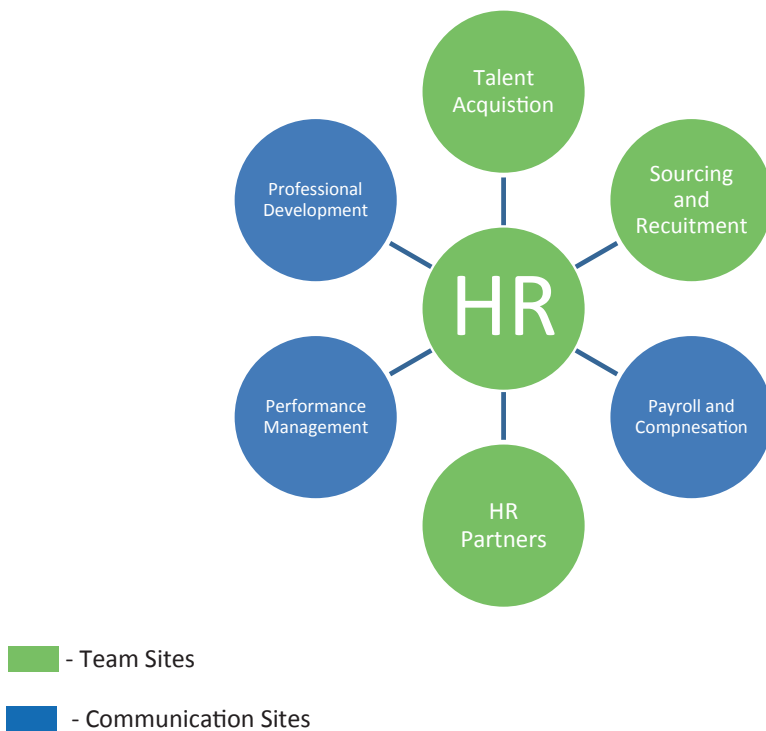 Talent
Acquistion
Professional
Development
Sourcing
and
Recuitment
HR
Performance
Management
Payroll and
Compnesation
HR
Partners
- Team Sites
- Communication Sites